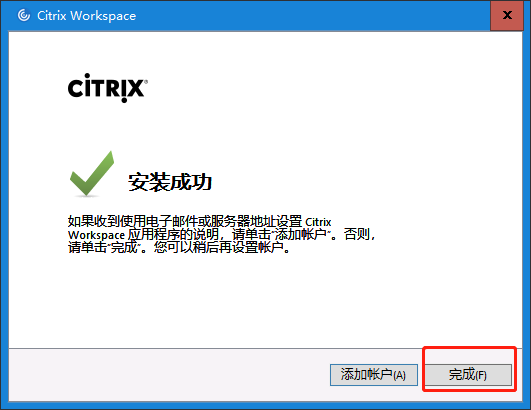 Citrix Workspace
CİTRIX
安装成功
如果收到使用电子邮件或服务器地址设置 Citrix
Workspace 应用程序的说明，请单击“添加帐户”。否则，
请单击“完成”。您可以稍后再设置帐户。
添加帐户(A) 完成(F)